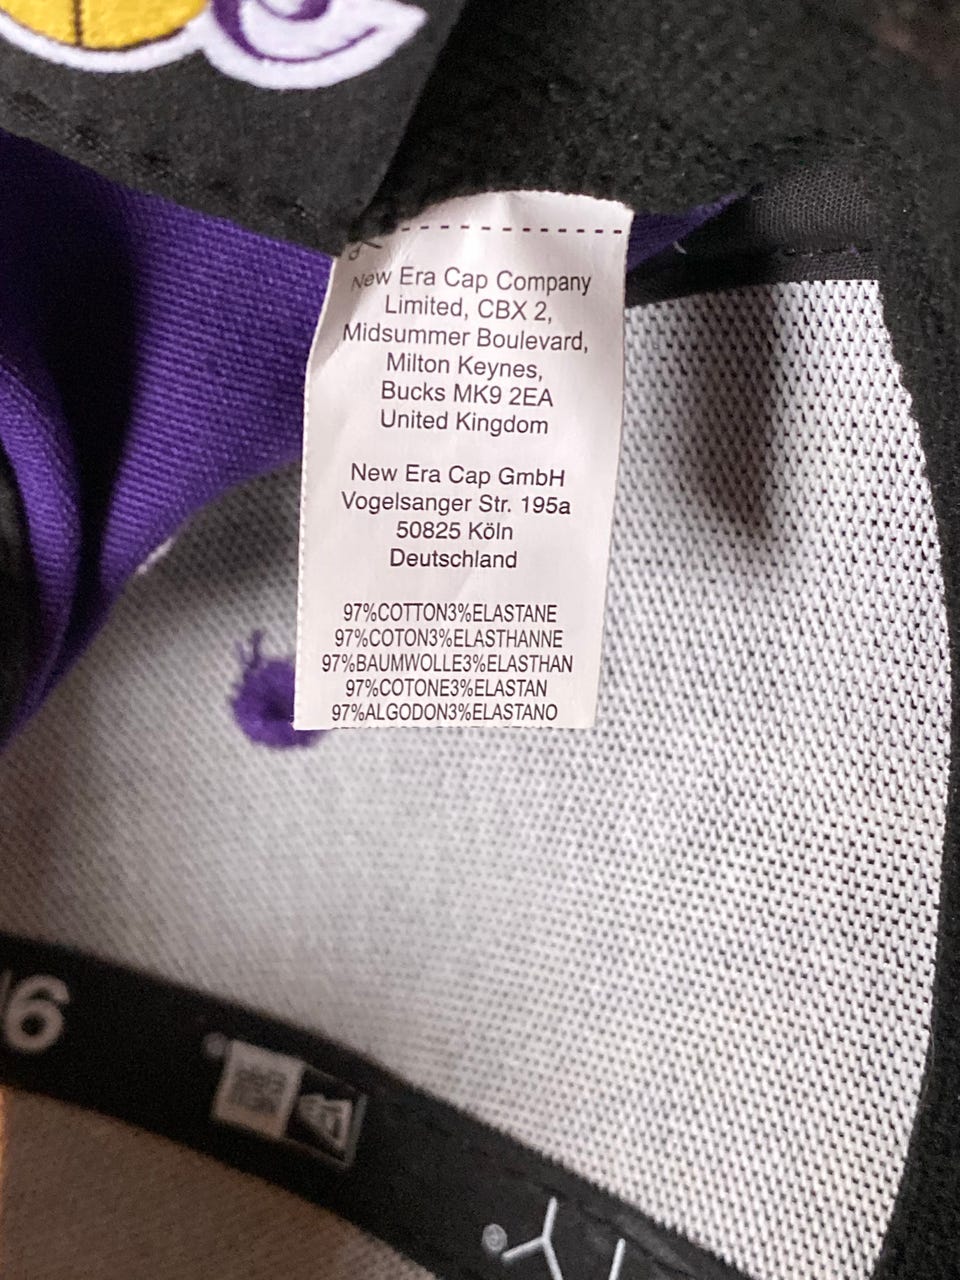 New Era Cap Company
Limited, CBX 2,
Midsummer Boulevard,
Milton Keynes,
Bucks MK9 2EA
United Kingdom
New Era Cap GmbH
Vogelsanger Str. 195a
50825 Köln
Deutschland
97%COTTON3%ELASTANE
97%COTON3%ELASTHANNE
97%BAUMWOLLE3%ELASTHAN
97%COTONE3%ELASTAN
97%ALGODON3%ELASTANO